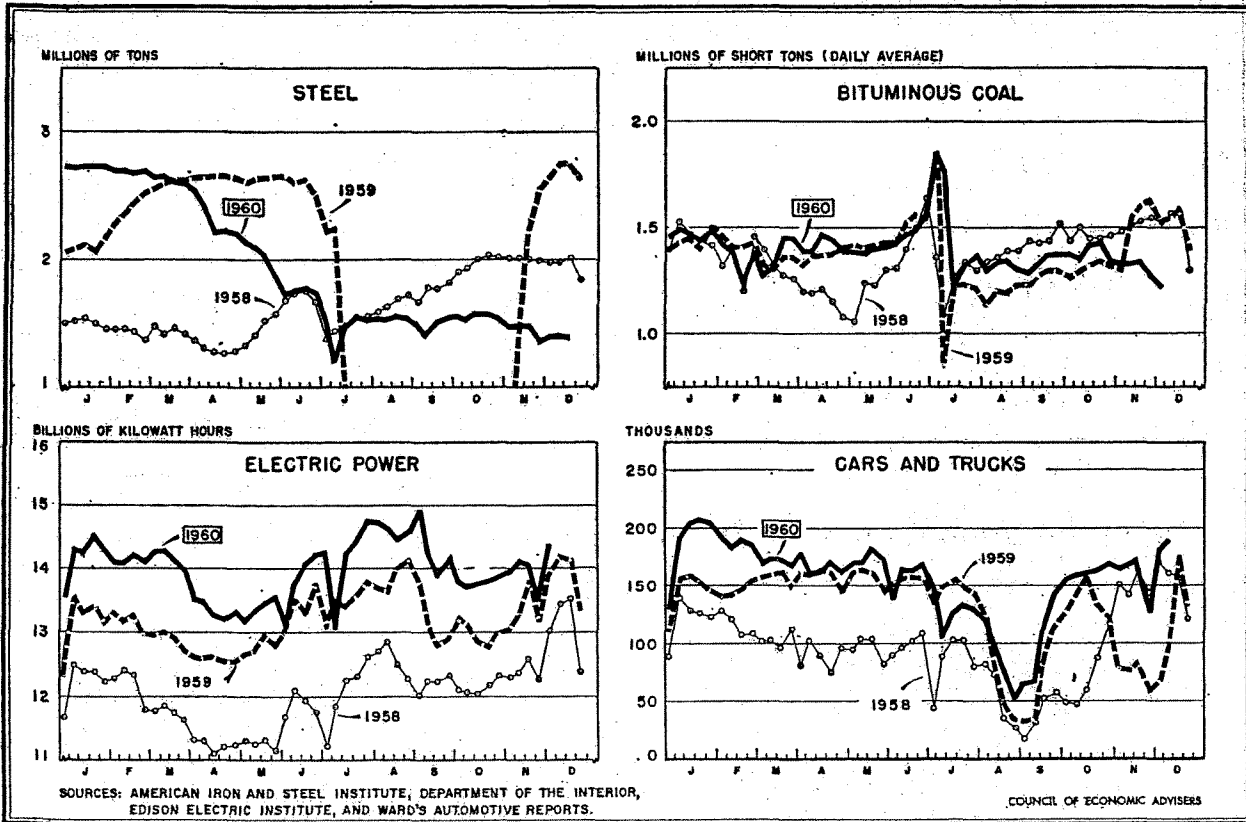 MILLIONS OF TONS
STEEL
3
2
1
1959
1960
1958
J F M A M J J A S O N D
MILLIONS OF SHORT TONS (DAILY AVERAGE)
BITUMINOUS COAL
2.0
1.5
1.0
1960
1958
1959
J F M A M J J A S O N D
BILLIONS OF KILOWATT HOURS
ELECTRIC POWER
16
15
14
13
12
11
1960
1959
1958
J F M A M J J A S O N D
THOUSANDS
CARS AND TRUCKS
250
200
150
100
50
0
1960
1959
1958
J F M A M J J A S O N D
SOURCES: AMERICAN IRON AND STEEL INSTITUTE, DEPARTMENT OF THE INTERIOR,
EDISON ELECTRIC INSTITUTE, AND WARD'S AUTOMOTIVE REPORTS.
COUNCIL OF ECONOMIC ADVISERS